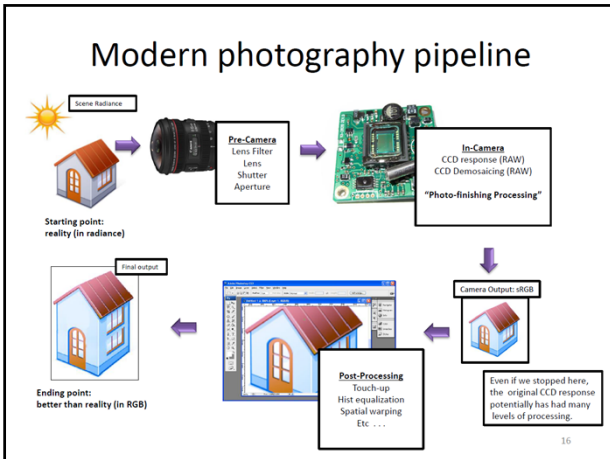 Modern photography pipeline
Scene Radiance
Pre-Camera
Lens Filter
Lens
Shutter
Aperture
In-Camera
CCD response (RAW)
CCD Demosaicing (RAW)
“Photo-finishing Processing”
Starting point:
reality (in radiance)
Camera Output: sRGB
Even if we stopped here,
the original CCD response
potentially has had many
levels of processing.
Post-Processing
Touch-up
Hist equalization
Spatial warping
Etc . . .
Final output
Ending point:
better than reality (in RGB)
16